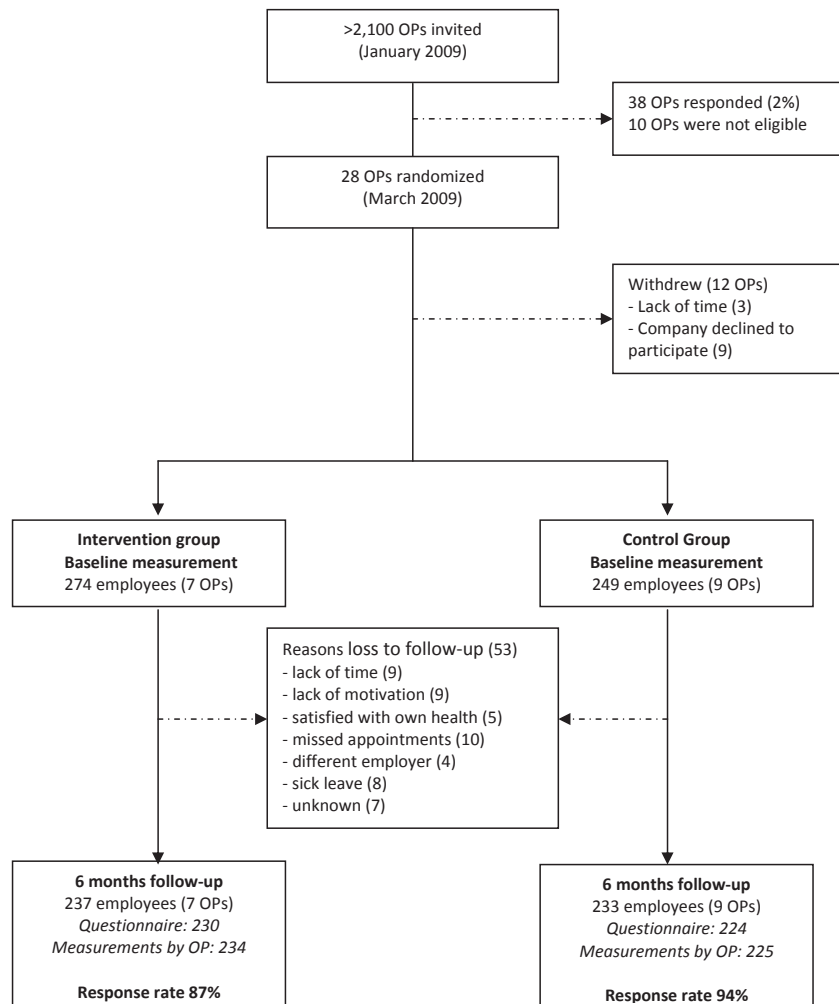 >2,100 OPs invited
(January 2009)
38 OPs responded (2%)
10 OPs were not eligible
28 OPs randomized
(March 2009)
Withdrew (12 OPs)
- Lack of time (3)
- Company declined to
participate (9)
Intervention group
Baseline measurement
274 employees (7 OPs)
Control Group
Baseline measurement
249 employees (9 OPs)
Reasons loss to follow-up (53)
- lack of time (9)
- lack of motivation (9)
- satisfied with own health (5)
- missed appointments (10)
- different employer (4)
- sick leave (8)
- unknown (7)
6 months follow-up
237 employees (7 OPs)
Questionnaire: 230
Measurements by OP: 234
Response rate 87%
6 months follow-up
233 employees (9 OPs)
Questionnaire: 224
Measurements by OP: 225
Response rate 94%